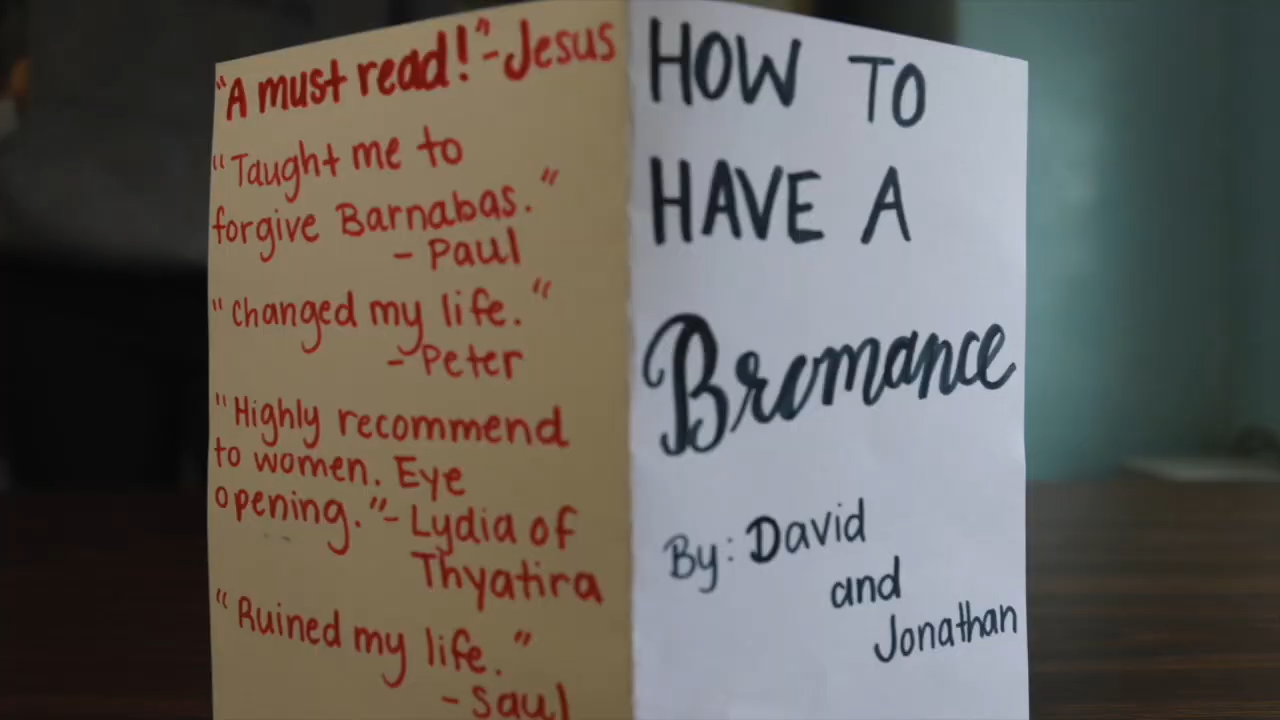 "A must read!"-Jesus
"Taught me to
forgive Barnabas."
- Paul
"Changed my life."
- Peter
"Highly recommend
to women. Eye
opening."- Lydia of
Thyatira
"Ruined my life."
- Saul
HOW TO
HAVE A
Bromance
By: David
and
Jonathan